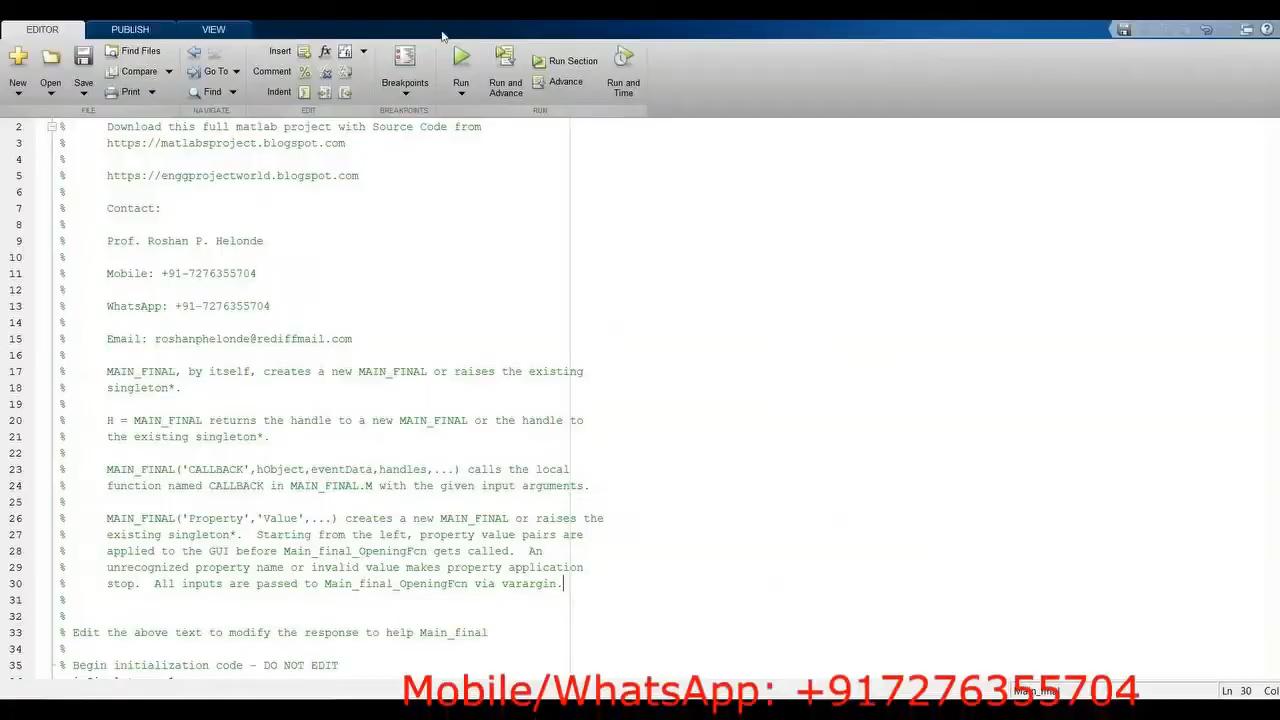 EDITOR PUBLISH VIEW
New Open Save Find Files Compare Print Go To Find Insert Comment Indent fx Breakpoints Run Run and Advance Run Section Advance Run and Time
FILE NAVIGATE EDIT BREAKPOINTS RUN
2 % Download this full matlab project with Source Code from
3 % https://matlabsproject.blogspot.com
4 %
5 % https://enggprojectworld.blogspot.com
6 %
7 % Contact:
8 %
9 % Prof. Roshan P. Helonde
10 %
11 % Mobile: +91-7276355704
12 %
13 % WhatsApp: +91-7276355704
14 %
15 % Email: roshanphelonde@rediffmail.com
16 %
17 % MAIN_FINAL, by itself, creates a new MAIN_FINAL or raises the existing
18 % singleton*.
19 %
20 % H = MAIN_FINAL returns the handle to a new MAIN_FINAL or the handle to
21 % the existing singleton*.
22 %
23 % MAIN_FINAL('CALLBACK',hObject,eventData,handles,...) calls the local
24 % function named CALLBACK in MAIN_FINAL.M with the given input arguments.
25 %
26 % MAIN_FINAL('Property','Value',...) creates a new MAIN_FINAL or raises the
27 % existing singleton*.  Starting from the left, property value pairs are
28 % applied to the GUI before Main_final_OpeningFcn gets called.  An
29 % unrecognized property name or invalid value makes property application
30 % stop.  All inputs are passed to Main_final_OpeningFcn via varargin.
31 %
32 %
33 % Edit the above text to modify the response to help Main_final
34 %
35 % Begin initialization code - DO NOT EDIT
Mobile/WhatsApp: +917276355704
Main_final Ln 30 Col